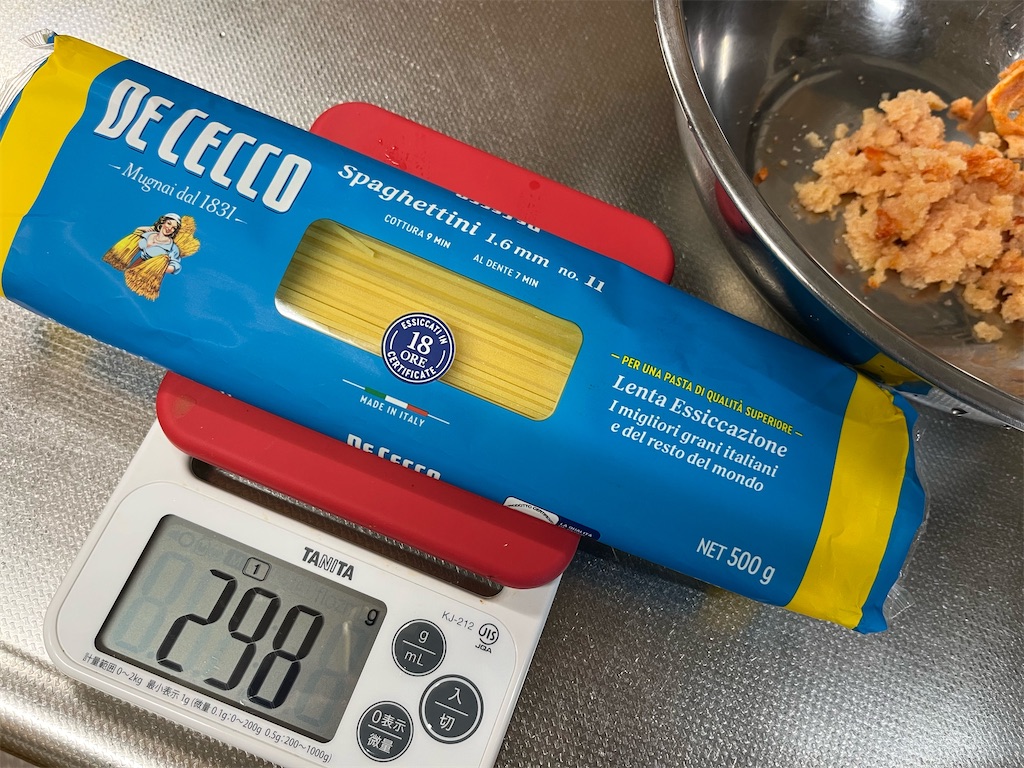 DE CECCO
Mugnai dal 1831
Spaghettini 1.6 mm no. 11
COTTURA 9 MIN
AL DENTE 7 MIN
ESSICCATI IN
18
ORE
CERTIFICATE
MADE IN ITALY
PER UNA PASTA DI QUALITÀ SUPERIORE
Lenta Essiccazione
I migliori grani italiani
e del resto del mondo
DE CECCO
NET 500 g
TANITA
1
g
298
KJ-212
JIS
JQA
g
mL
入
切
0表示
微量
計量範囲 0~2kg 最小表示 1g (微量 0.1g:0~200g 0.5g:200~1000g)